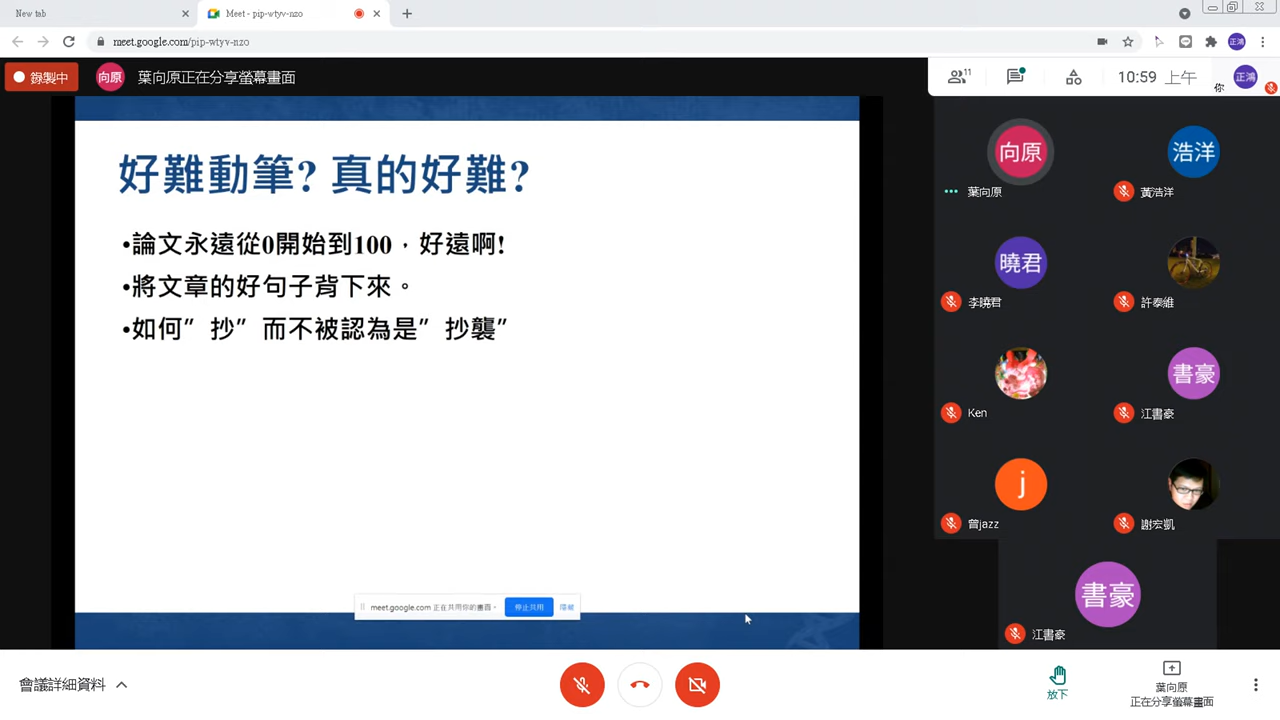 New tab
Meet - pip-wtyv-nzo
meet.google.com/pip-wtyv-nzo
正鴻
錄製中
向原
葉向原正在分享螢幕畫面
11
10:59 上午
你
正鴻
好難動筆? 真的好難?
•論文永遠從0開始到100，好遠啊!
•將文章的好句子背下來。
•如何”抄”而不被認為是”抄襲”
meet.google.com 正在共用你的畫面。
停止共用
隱藏
向原
葉向原
浩洋
黃浩洋
曉君
李曉君
許泰維
Ken
書豪
江書豪
j
曾jazz
謝宏凱
書豪
江書豪
會議詳細資料
放下
葉向原
正在分享螢幕畫面